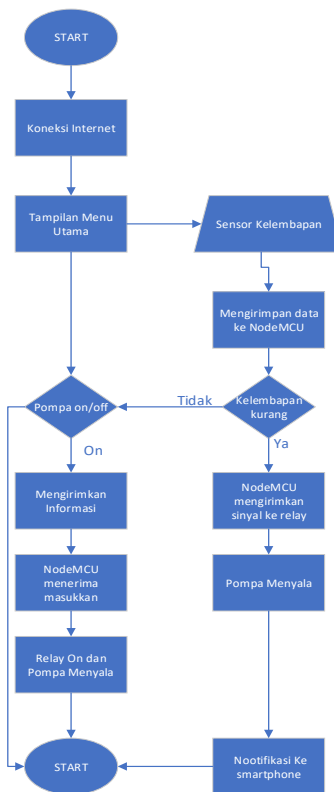 START
Koneksi Internet
Tampilan Menu
Utama
Sensor Kelembapan
Mengirimpan data
ke NodeMCU
Pompa on/off
Tidak
Kelembapan
kurang
On
Ya
Mengirimkan
Informasi
NodeMCU
mengirimkan
sinyal ke relay
NodeMCU
menerima
masukkan
Pompa Menyala
Relay On dan
Pompa Menyala
START
Nootifikasi Ke
smartphone